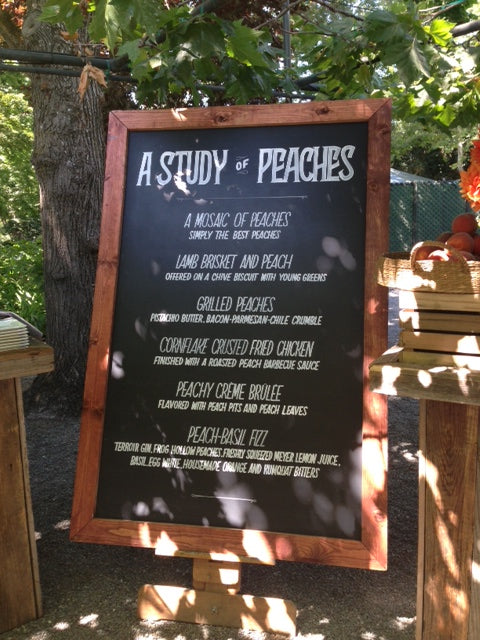 A STUDY OF PEACHES
A MOSAIC OF PEACHES
SIMPLY THE BEST PEACHES
LAMB BRISKET AND PEACH
OFFERED ON A CHIVE BISCUIT WITH YOUNG GREENS
GRILLED PEACHES
PISTACHIO BUTTER, BACON-PARMESAN-CHILE CRUMBLE
CORNFLAKE CRUSTED FRIED CHICKEN
FINISHED WITH A ROASTED PEACH BARBECUE SAUCE
PEACHY CRÈME BRÛLÉE
FLAVORED WITH PEACH PITS AND PEACH LEAVES
PEACH-BASIL FIZZ
TERROIR GIN, FROG HOLLOW PEACHES, FRESHLY SQUEEZED MEYER LEMON JUICE,
BASIL, EGG WHITE, HOUSEMADE ORANGE AND KUMQUAT BITTERS